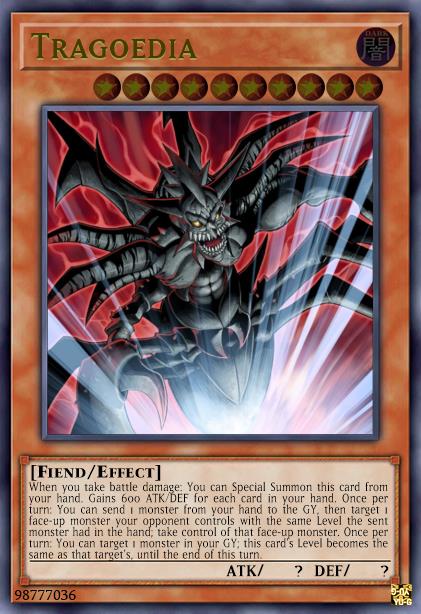 TRAGOEDIA
DARK
闇
[FIEND/EFFECT]
When you take battle damage: You can Special Summon this card from
your hand. Gains 600 ATK/DEF for each card in your hand. Once per
turn: You can send 1 monster from your hand to the GY, then target 1
face-up monster your opponent controls with the same Level the sent
monster had in the hand; take control of that face-up monster. Once per
turn: You can target 1 monster in your GY; this card's Level becomes the
same as that target's, until the end of this turn.
ATK/ ? DEF/ ?
98777036